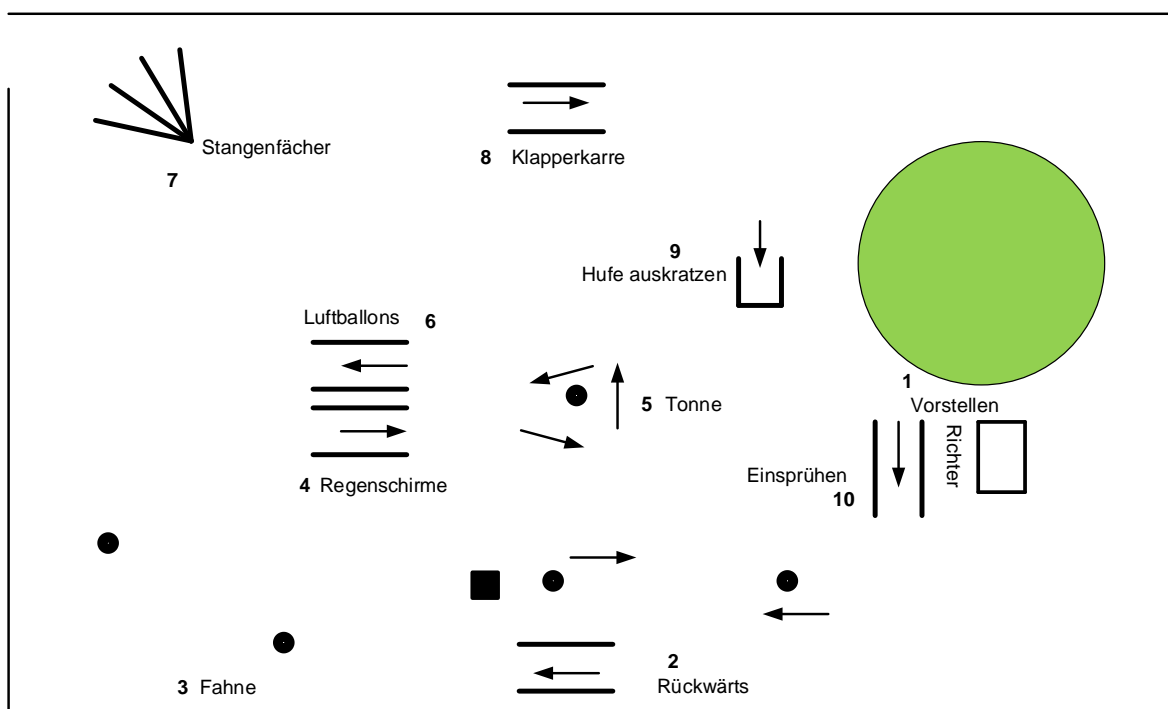 Stangenfächer
7
8 Klapperkarre
9
Hufe auskratzen
Luftballons 6
1
Vorstellen
5 Tonne
Richter
Einsprühen
10
4 Regenschirme
2
Rückwärts
3 Fahne